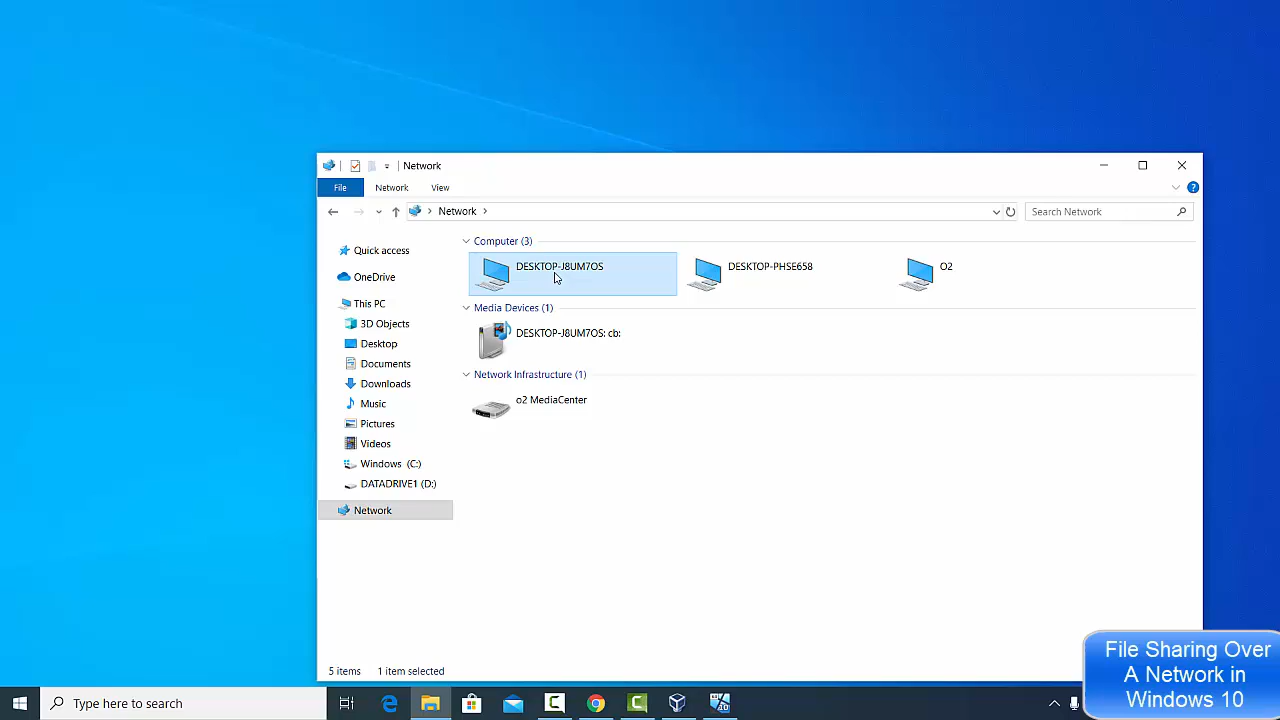 Network
File
Network
View
Network
Search Network
Quick access
OneDrive
This PC
3D Objects
Desktop
Documents
Downloads
Music
Pictures
Videos
Windows (C:)
DATADRIVE1 (D:)
Network
Computer (3)
DESKTOP-J8UM7OS
DESKTOP-PHSE658
O2
Media Devices (1)
DESKTOP-J8UM7OS: cb:
Network Infrastructure (1)
o2 MediaCenter
5 items
1 item selected
Type here to search
File Sharing Over
A Network in
Windows 10